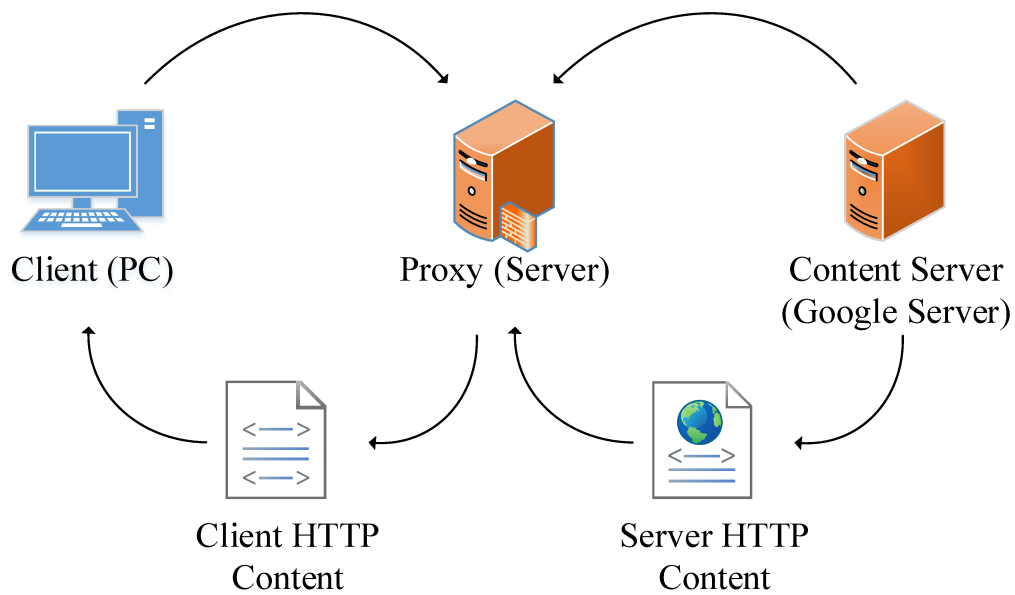 Client (PC)
Proxy (Server)
Content Server
(Google Server)
Client HTTP
Content
Server HTTP
Content